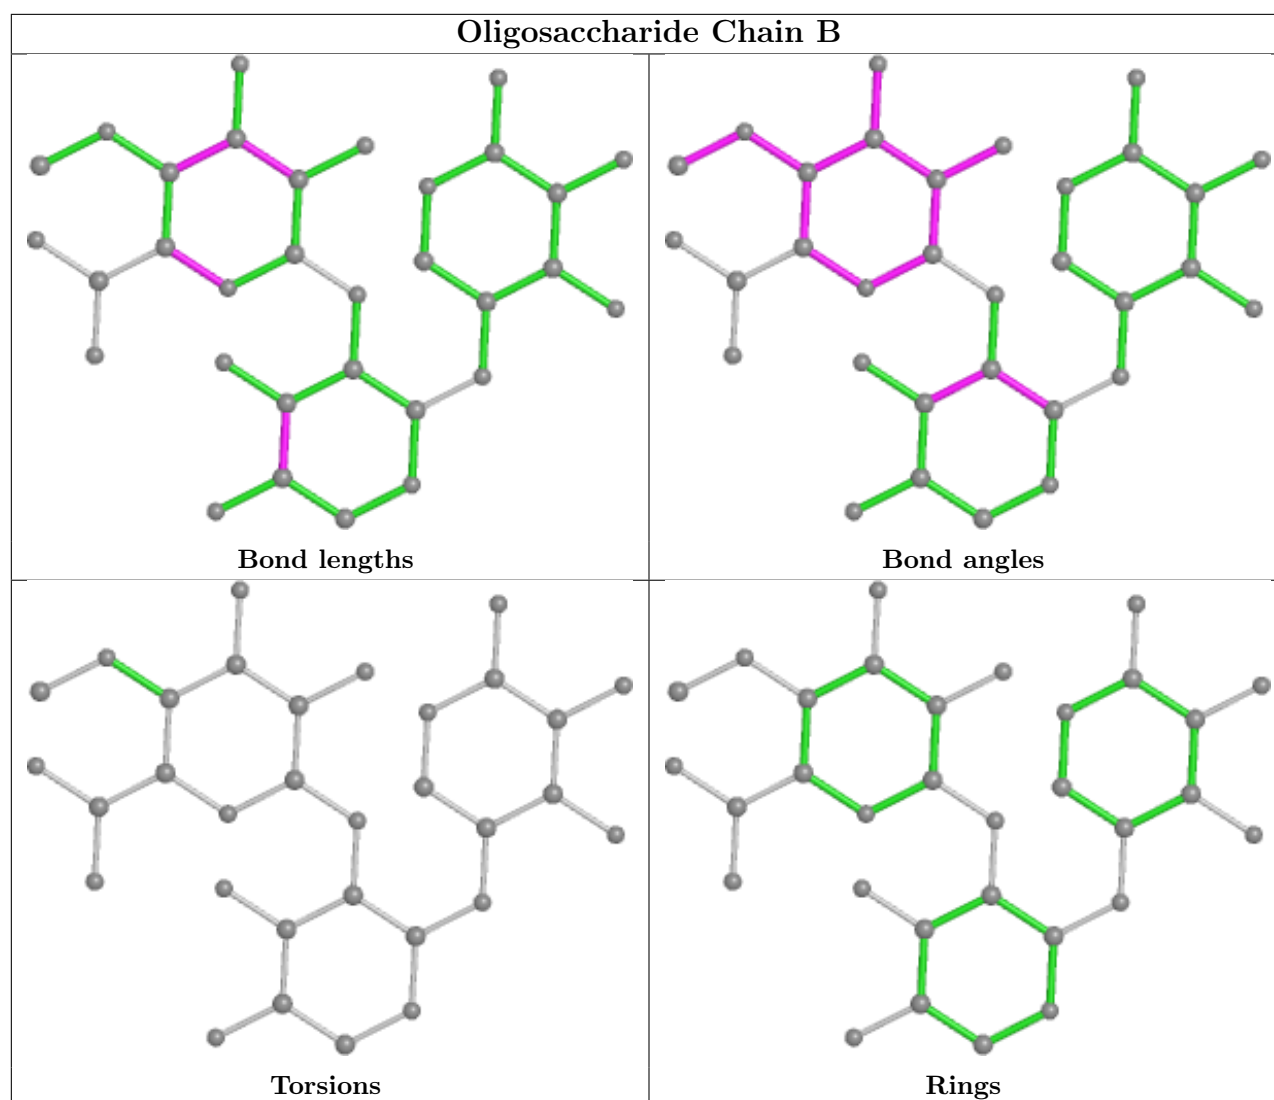 Oligosaccharide Chain B
Bond lengths
Bond angles
Torsions
Rings